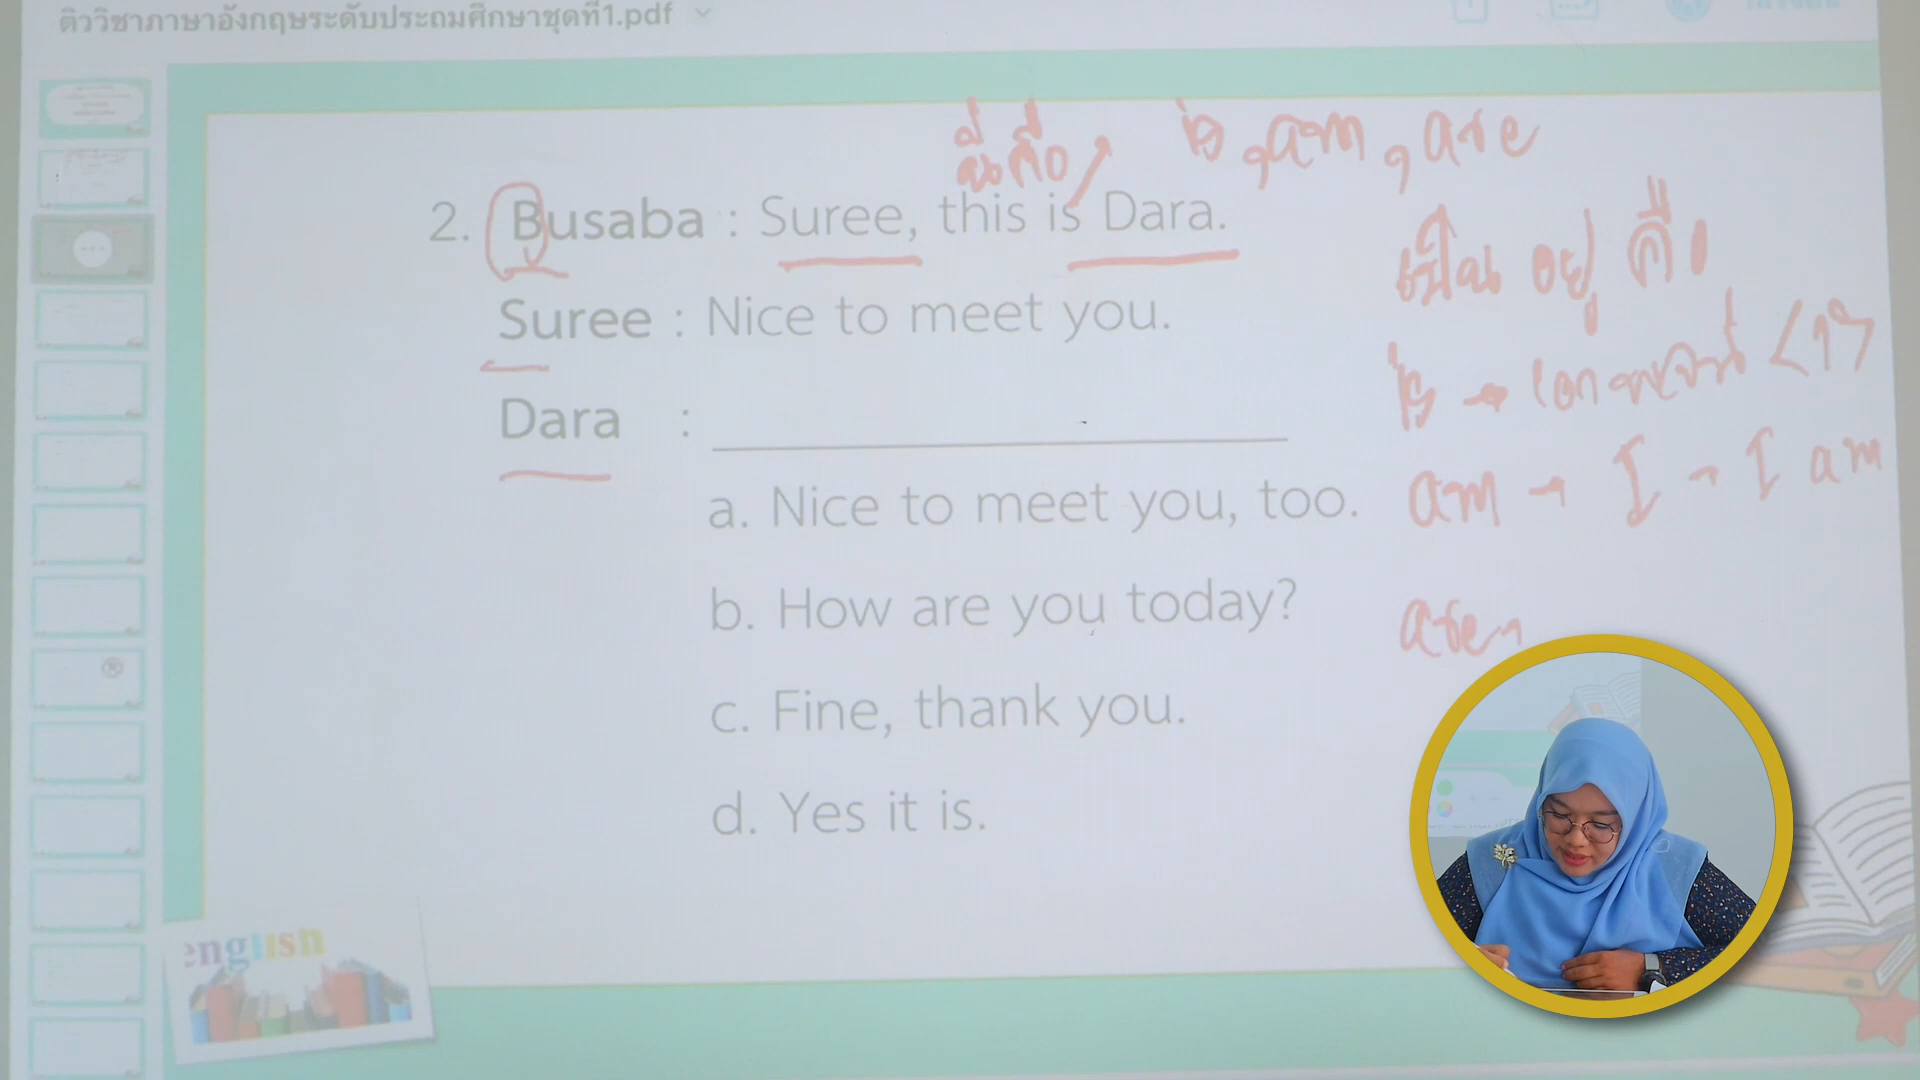 ติววิชาภาษาอังกฤษระดับประถมศึกษาชุดที่1.pdf
นี่คือ is, am, are
2. Busaba : Suree, this is Dara.
เป็น อยู่ คือ
Suree : Nice to meet you.
is → เอกพจน์ <1>
Dara : 
am → I → I am
a. Nice to meet you, too.
b. How are you today?
are →
c. Fine, thank you.
d. Yes it is.
english